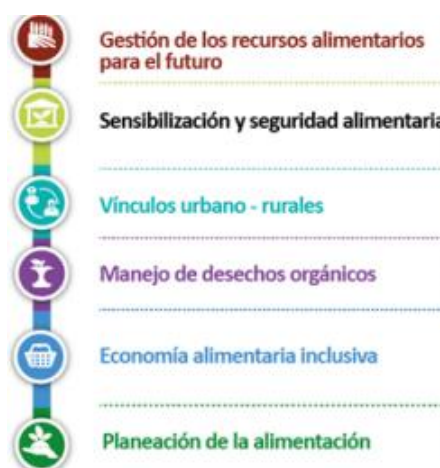 Gestión de los recursos alimentarios
para el futuro
Sensibilización y seguridad alimentaria
Vínculos urbano - rurales
Manejo de desechos orgánicos
Economía alimentaria inclusiva
Planeación de la alimentación